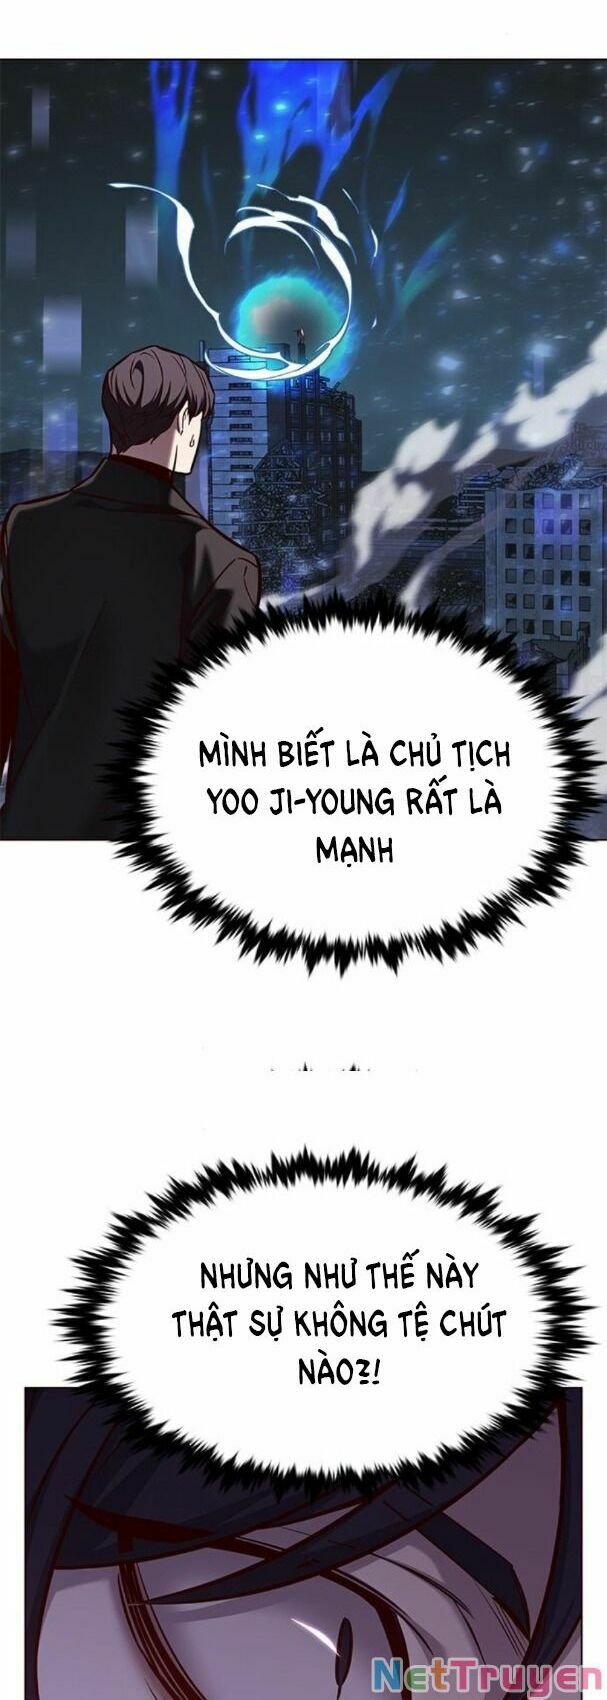 MÌNH BIẾT LÀ CHỦ TỊCH
YOO JI-YOUNG RẤT LÀ
MẠNH
NHƯNG NHƯ THẾ NÀY
THẬT SỰ KHÔNG TỆ CHÚT
NÀO?!
NetTruyen